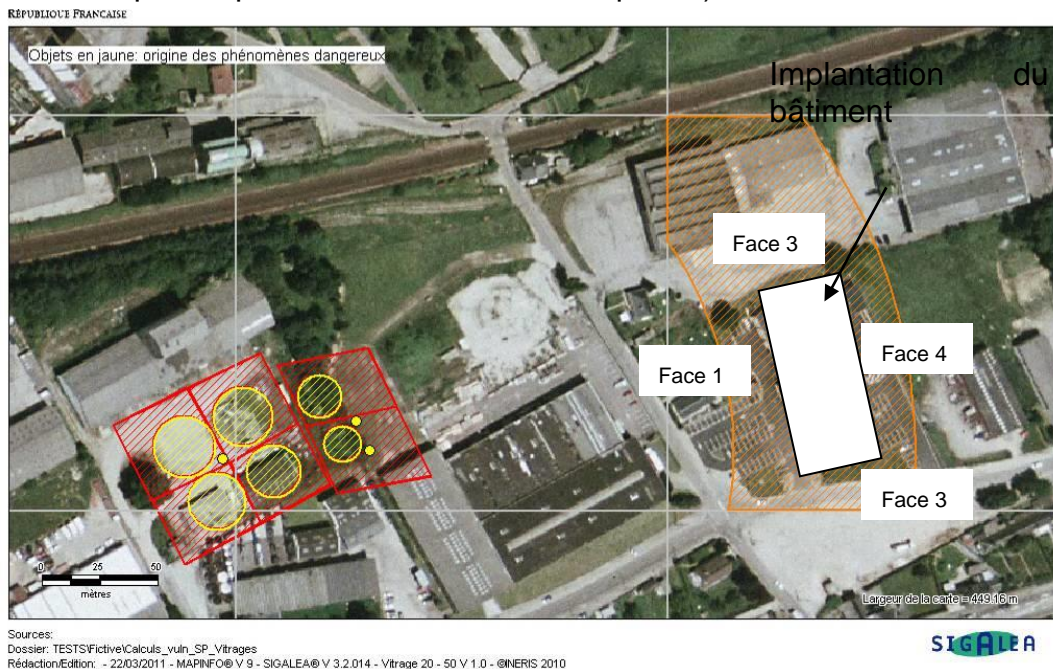 RÉPUBLIQUE FRANÇAISE
Objets en jaune: origine des phénomènes dangereux
Implantation du
bâtiment
Face 3
Face 1
Face 4
Face 3
0 25 50
mètres
Largeur de la carte = 449.16 m
Sources:
Dossier: TESTS\Fictive\Calculs_vuln_SP_Vitrages
Rédaction/Edition: - 22/03/2011 - MAPINFO® V 9 - SIGALEA® V 3.2.014 - Vitrage 20 - 50 V 1.0 - ©INERIS 2010
SIGALEA